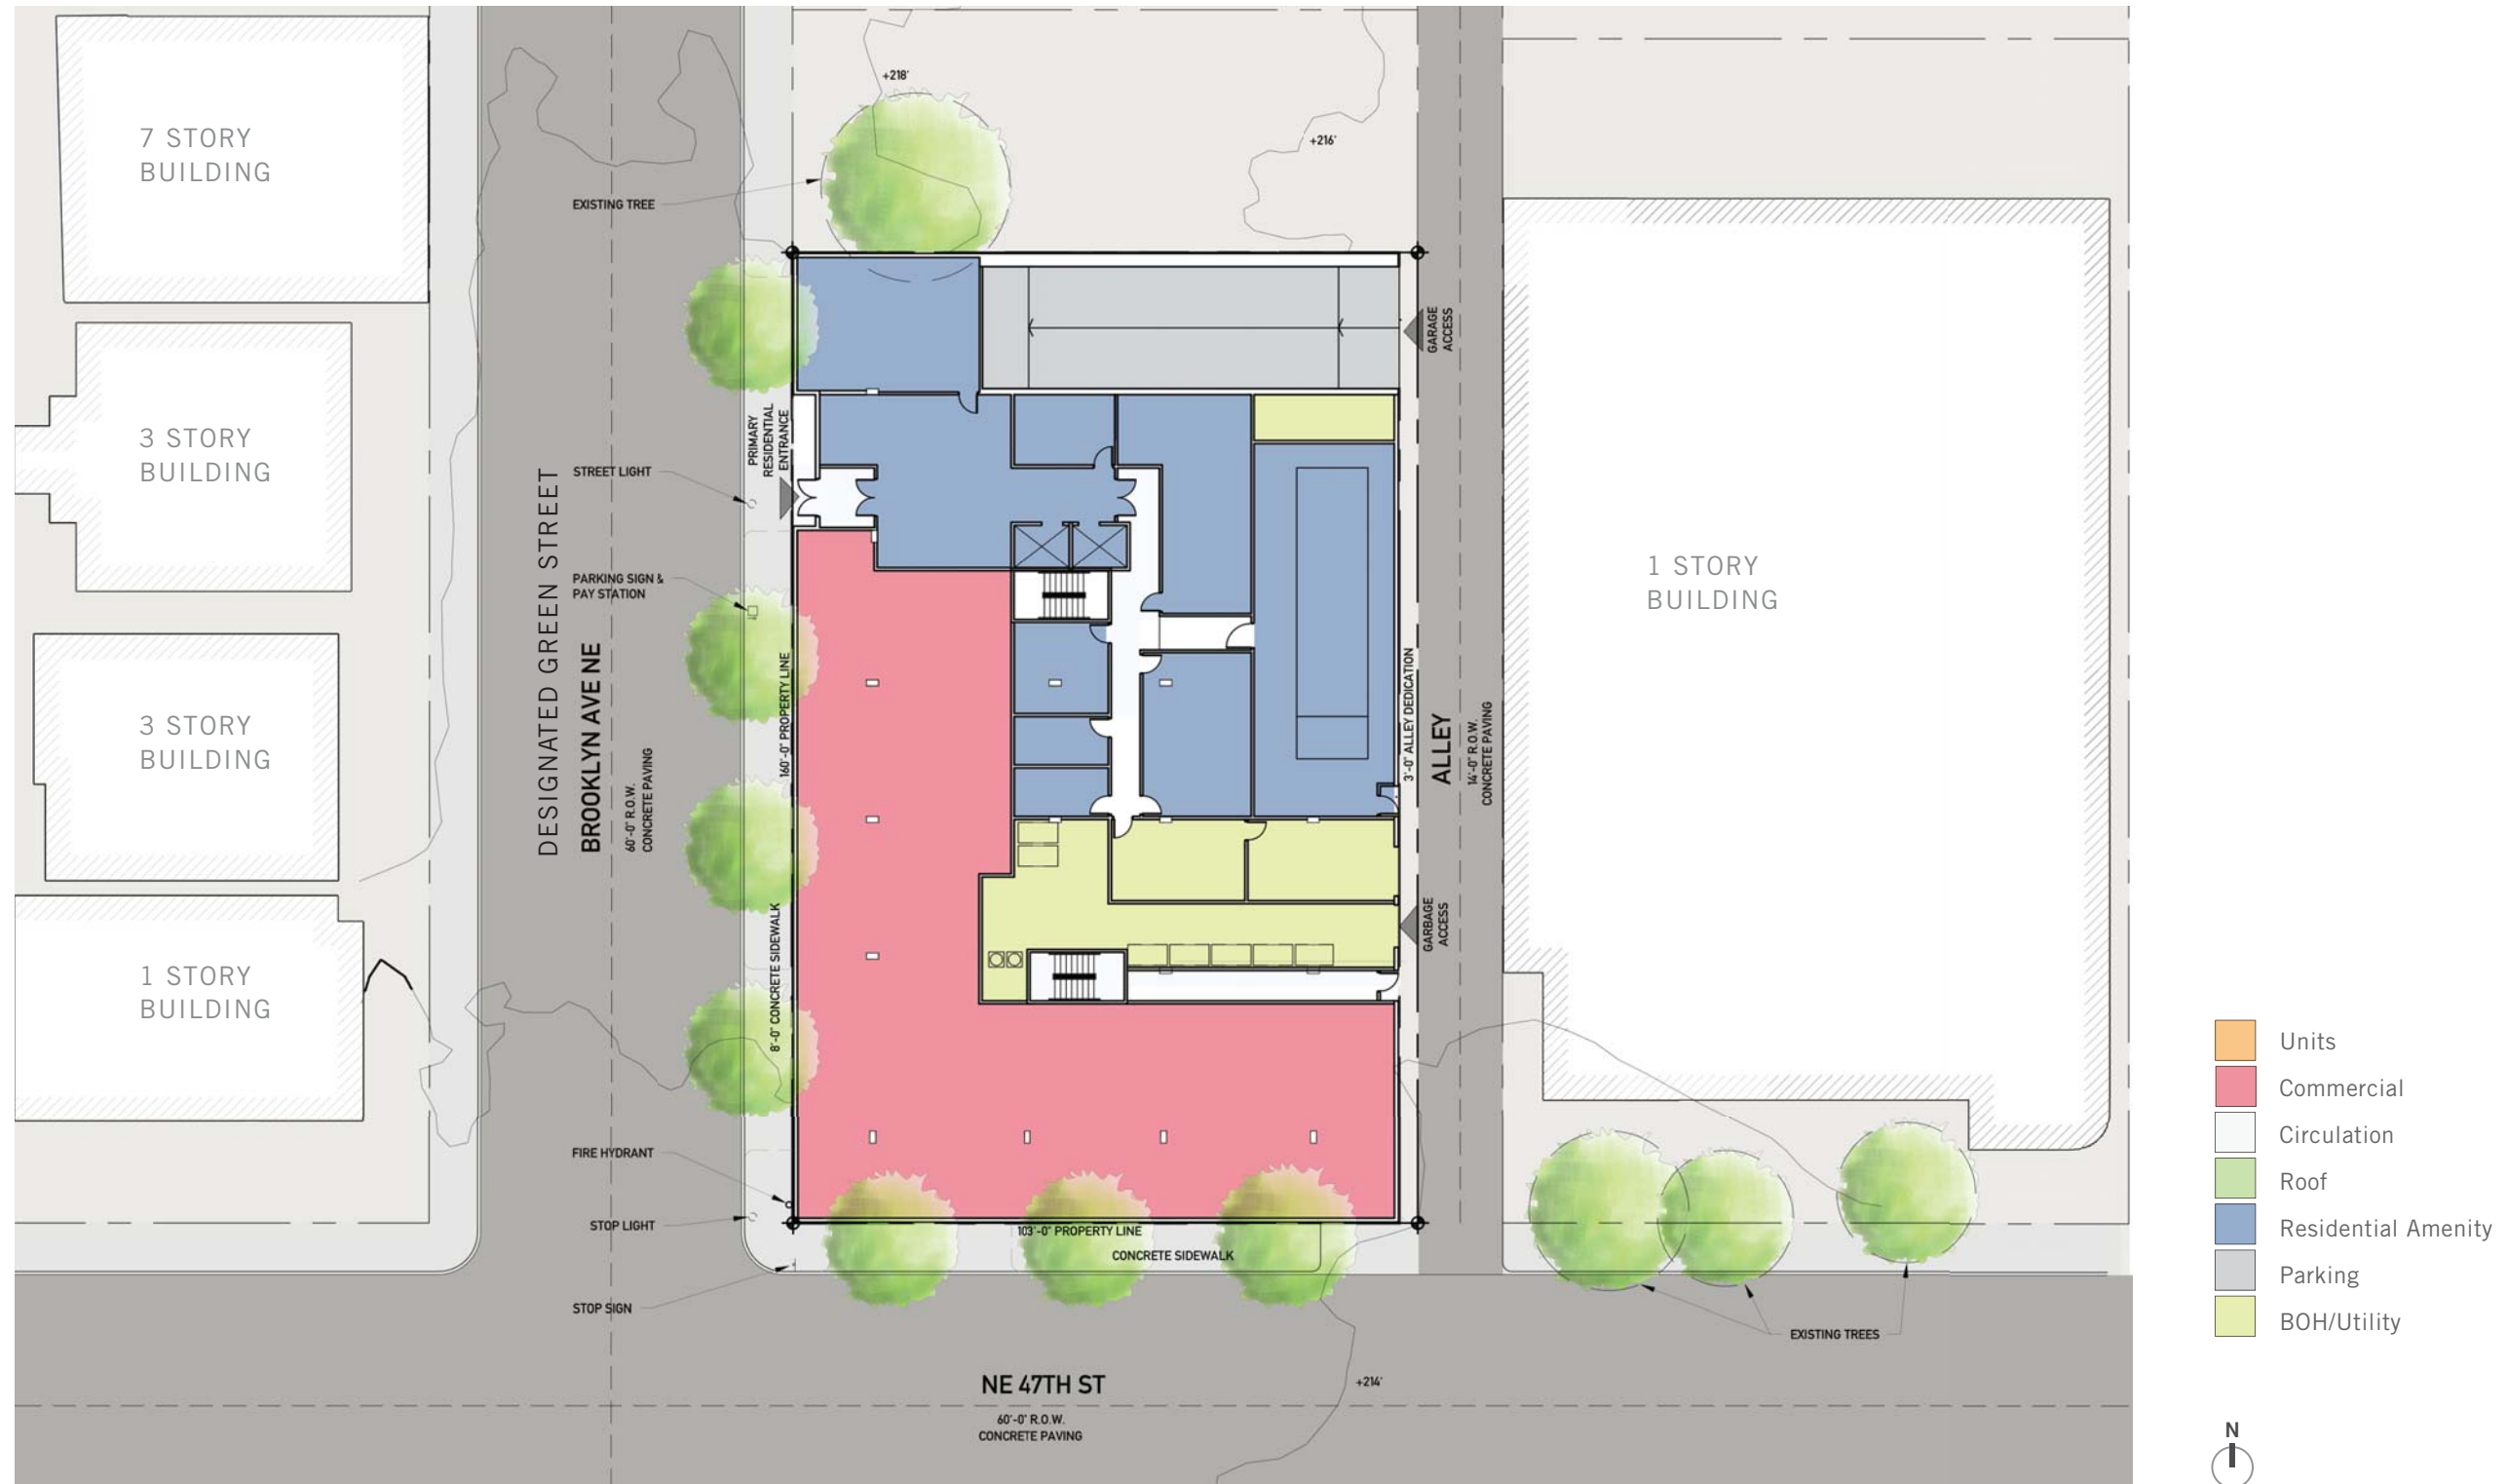 7 STORY
BUILDING
3 STORY
BUILDING
3 STORY
BUILDING
1 STORY
BUILDING
DESIGNATED GREEN STREET
BROOKLYN AVE NE
60'-0" R.O.W.
CONCRETE PAVING
+218'
+216'
EXISTING TREE
STREET LIGHT
PARKING SIGN &
PAY STATION
FIRE HYDRANT
STOP LIGHT
STOP SIGN
PRIMARY
RESIDENTIAL
ENTRANCE
160'-0" PROPERTY LINE
8'-0" CONCRETE SIDEWALK
GARAGE
ACCESS
3'-0" ALLEY DEDICATION
ALLEY
14'-0" R.O.W.
CONCRETE PAVING
GARBAGE
ACCESS
1 STORY
BUILDING
103'-0" PROPERTY LINE
CONCRETE SIDEWALK
EXISTING TREES
NE 47TH ST
60'-0" R.O.W.
CONCRETE PAVING
+214'
Units
Commercial
Circulation
Roof
Residential Amenity
Parking
BOH/Utility
N